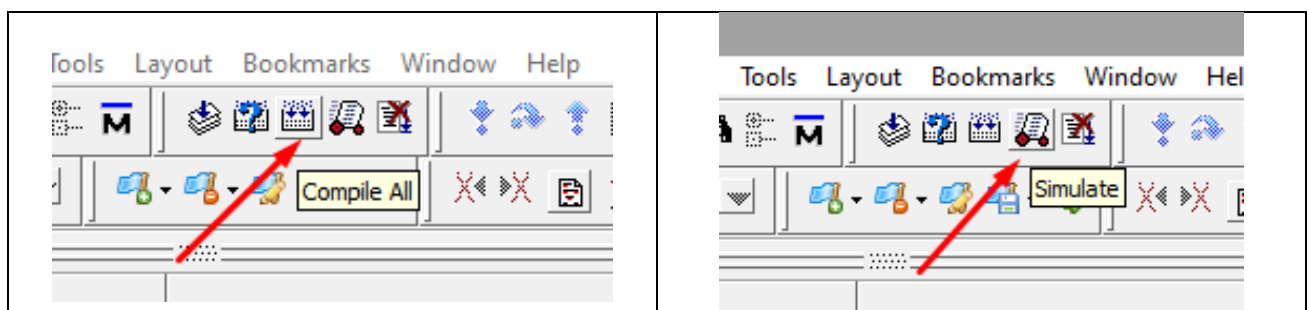 Tools Layout Bookmarks Window Help
M
Compile All
Tools Layout Bookmarks Window Hel
M
Simulate